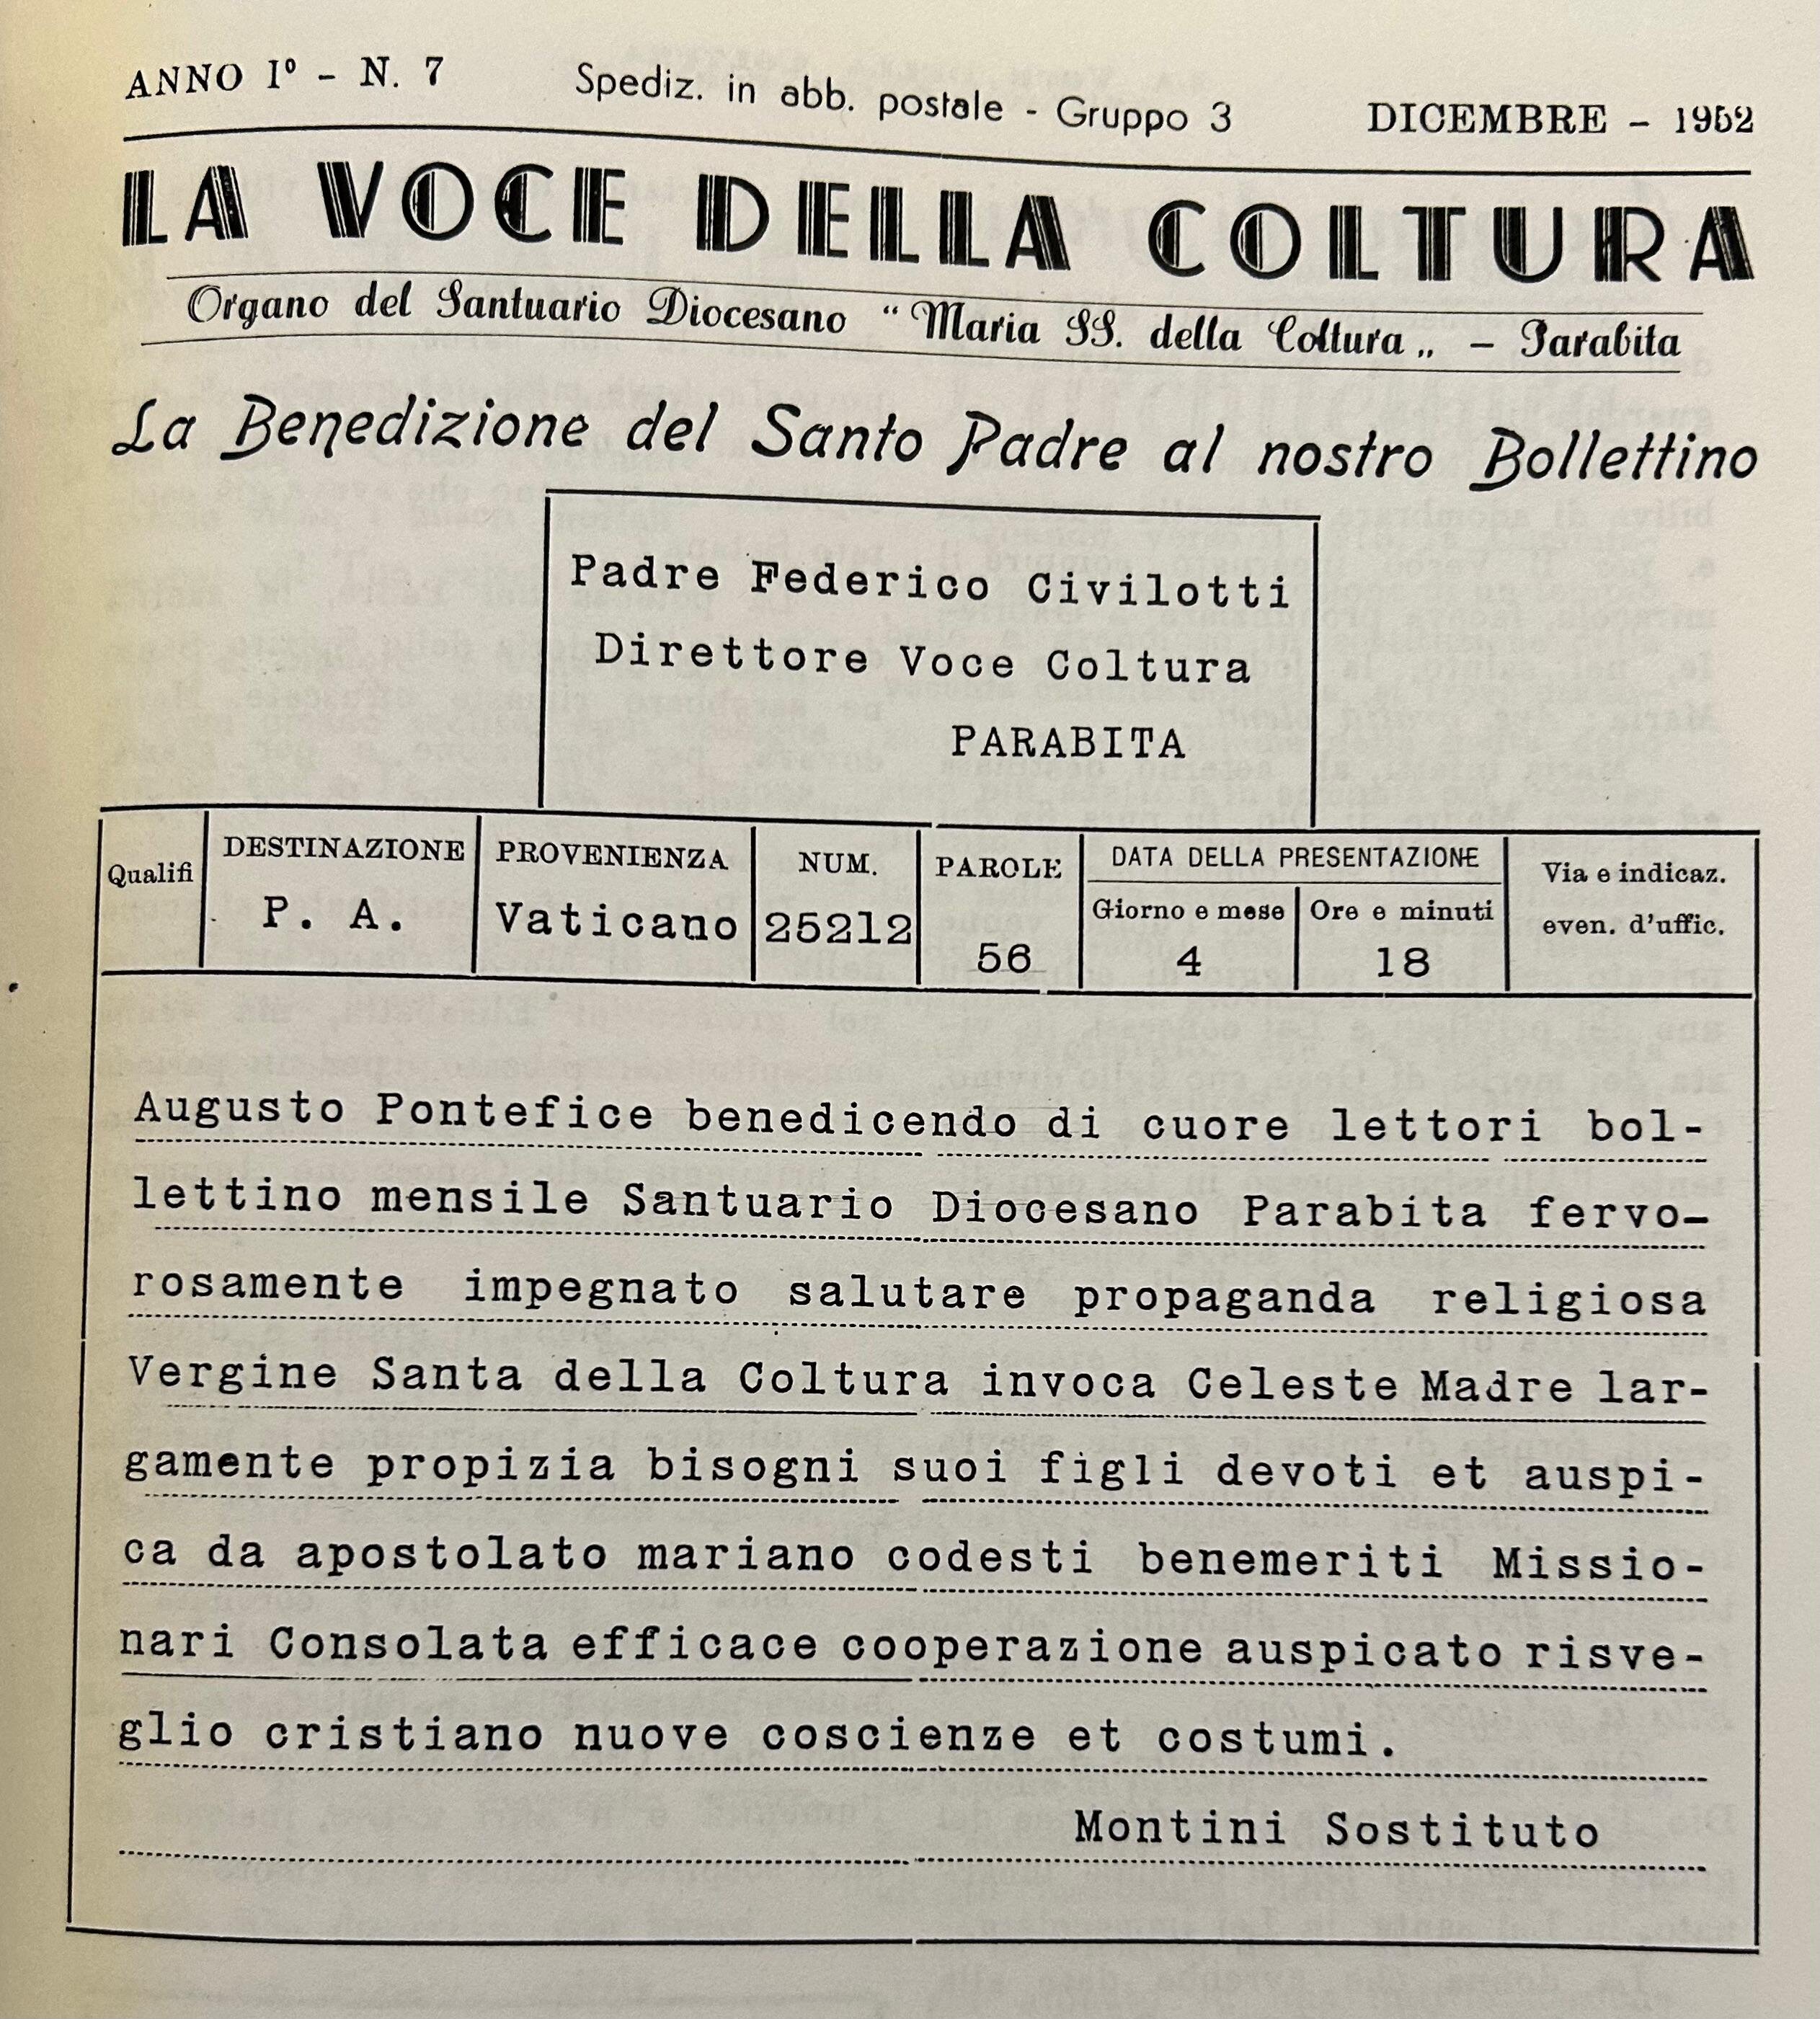 ANNO Iº - N. 7
Spediz. in abb. postale - Gruppo 3
DICEMBRE - 1952
LA VOCE DELLA COLTURA
Organo del Santuario Diocesano “ Maria SS. della Coltura „ - Parabita
La Benedizione del Santo Padre al nostro Bollettino
Padre Federico Civilotti
Direttore Voce Coltura
PARABITA
Qualifi
DESTINAZIONE
P. A.
PROVENIENZA
Vaticano
NUM.
25212
PAROLE
56
DATA DELLA PRESENTAZIONE
Giorno e mese
4
Ore e minuti
18
Via e indicaz.
even. d'uffic.
Augusto Pontefice benedicendo di cuore lettori bol-
lettino mensile Santuario Diocesano Parabita fervo-
rosamente impegnato salutare propaganda religiosa
Vergine Santa della Coltura invoca Celeste Madre lar-
gamente propizia bisogni suoi figli devoti et auspi-
ca da apostolato mariano codesti benemeriti Missio-
nari Consolata efficace cooperazione auspicato risve-
glio cristiano nuove coscienze et costumi.
Montini Sostituto